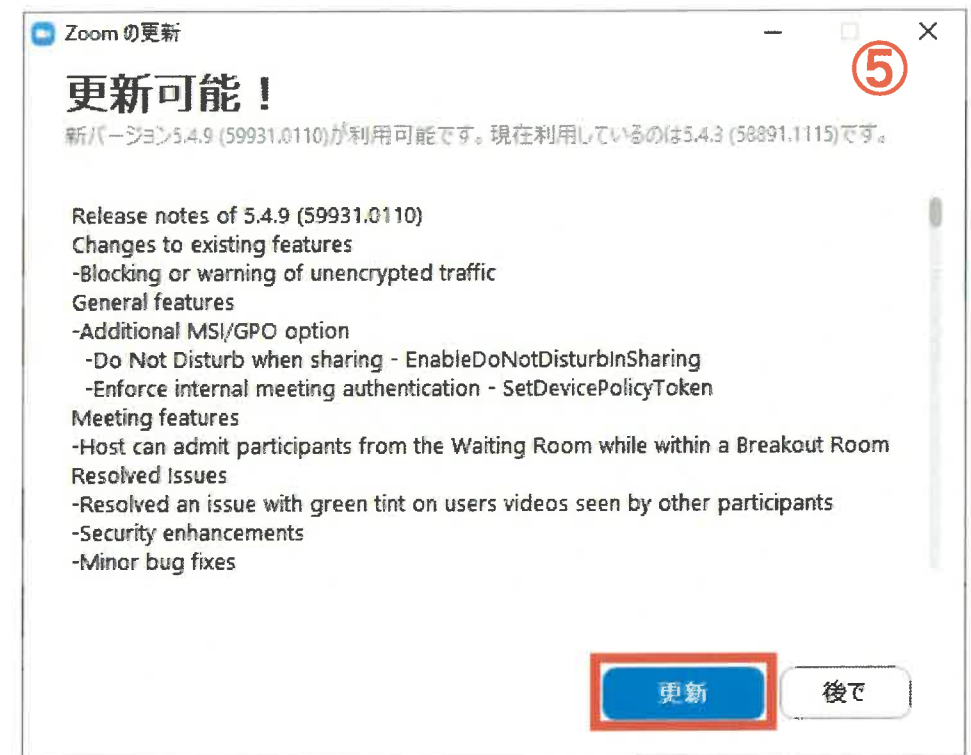 Zoom の更新
⑤
更新可能！
新バージョン5.4.9 (59931.0110)が利用可能です。現在利用しているのは5.4.3 (58891.1115)です。
Release notes of 5.4.9 (59931.0110)
Changes to existing features
-Blocking or warning of unencrypted traffic
General features
-Additional MSI/GPO option
-Do Not Disturb when sharing - EnableDoNotDisturbInSharing
-Enforce internal meeting authentication - SetDevicePolicyToken
Meeting features
-Host can admit participants from the Waiting Room while within a Breakout Room
Resolved Issues
-Resolved an issue with green tint on users videos seen by other participants
-Security enhancements
-Minor bug fixes
更新
後で